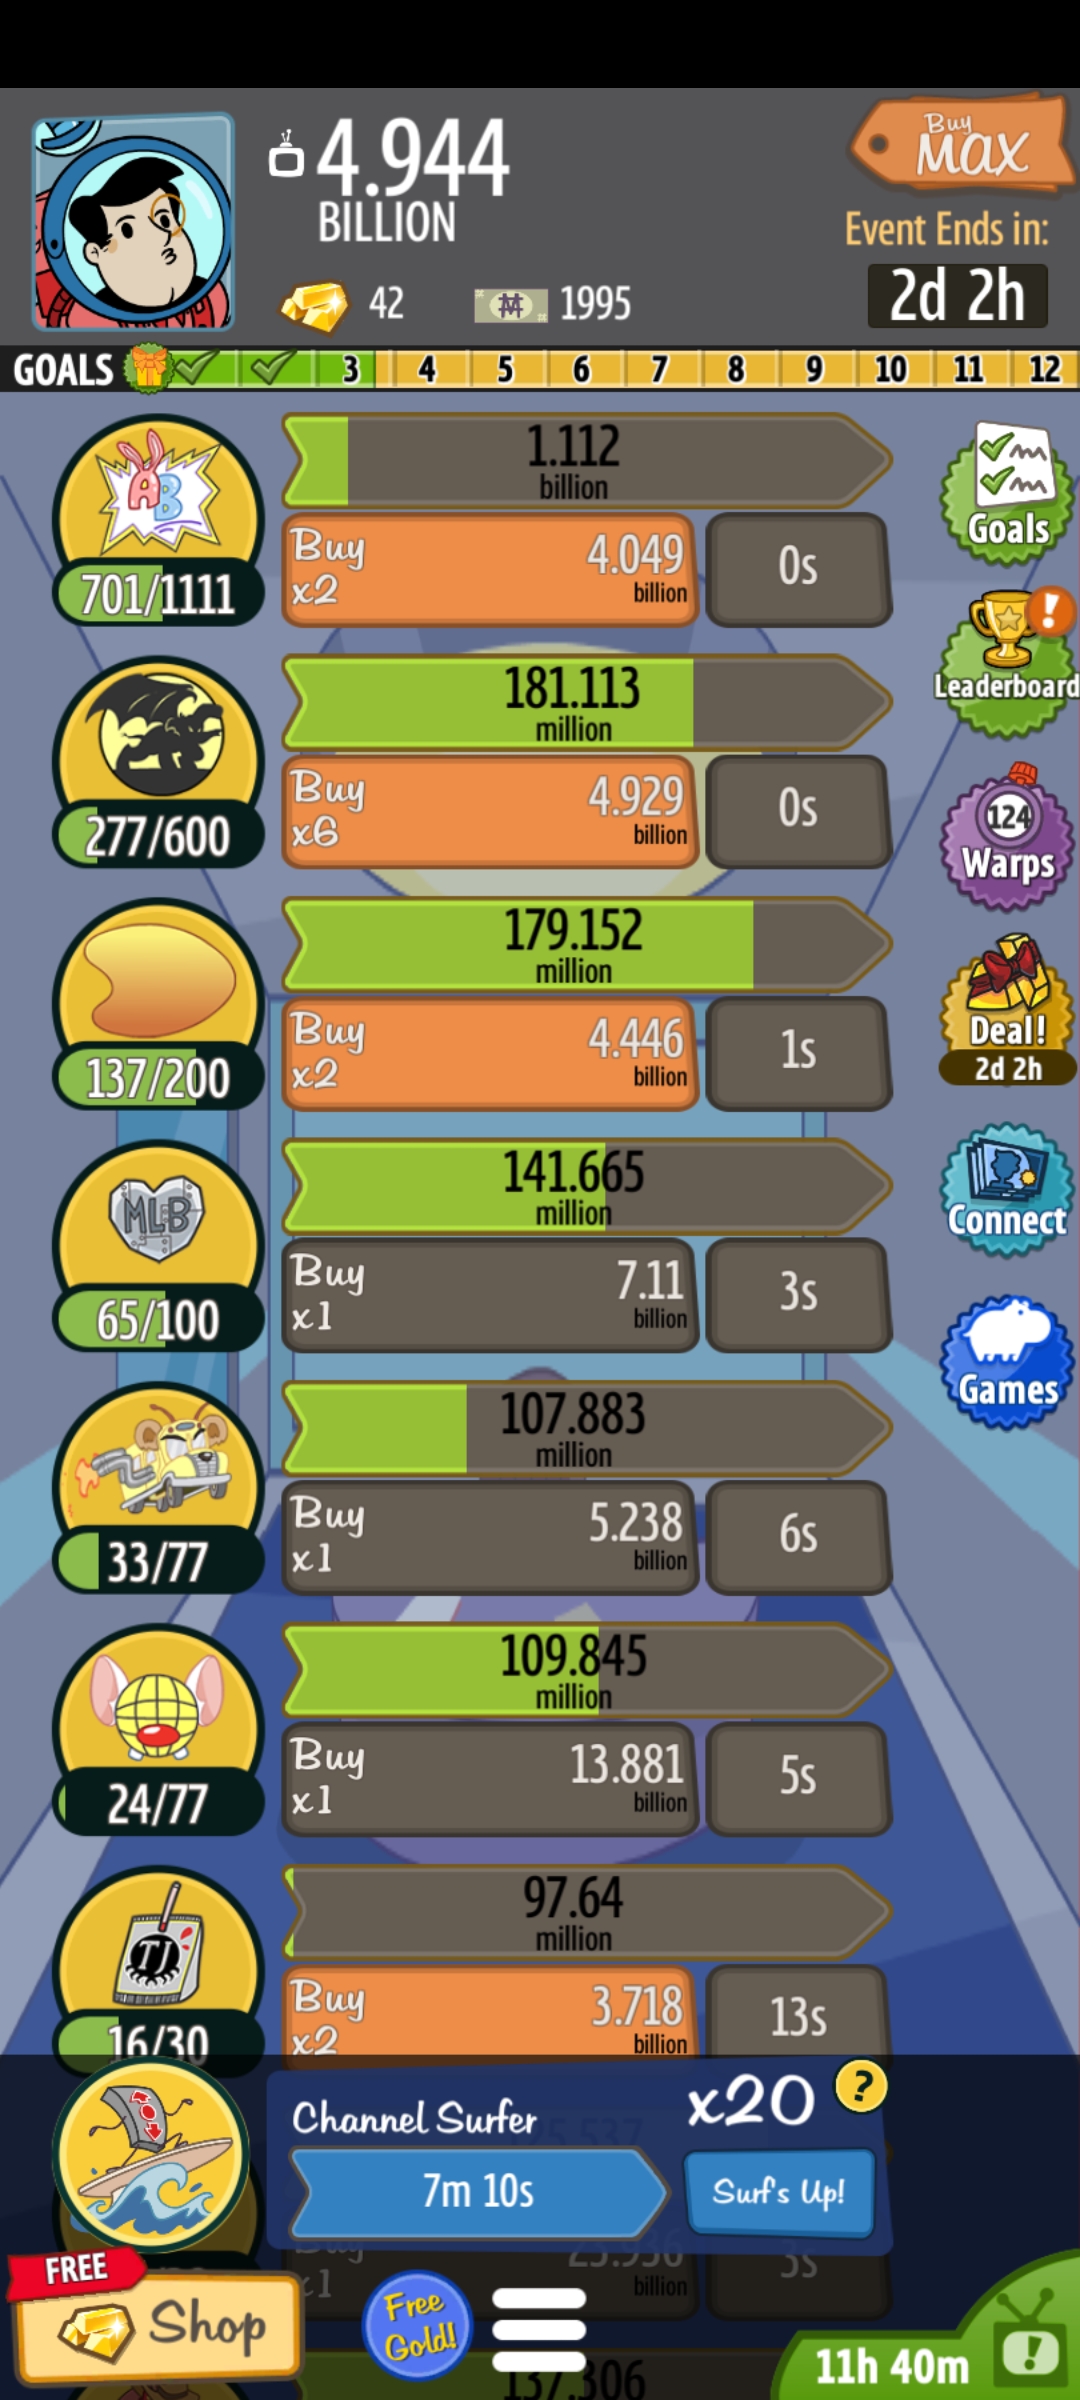 4.944
BILLION
Buy
MAX
Event Ends in:
2d 2h
42
1995
GOALS 3 4 5 6 7 8 9 10 11 12
AB
1.112
billion
701/1111
Buy
x2
4.049
billion
0s
Goals
181.113
million
277/600
Buy
x6
4.929
billion
0s
Leaderboard
!
124
Warps
179.152
million
137/200
Buy
x2
4.446
billion
1s
Deal!
2d 2h
MLB
141.665
million
65/100
Buy
x1
7.11
billion
3s
Connect
107.883
million
33/77
Buy
x1
5.238
billion
6s
Games
109.845
million
24/77
Buy
x1
13.881
billion
5s
TJ
97.64
million
16/30
Buy
x2
3.718
billion
13s
Channel Surfer
x20
?
7m 10s
Surf's Up!
Buy
x1
23.936
billion
3s
FREE
Shop
Free
Gold!
137.306
11h 40m
!